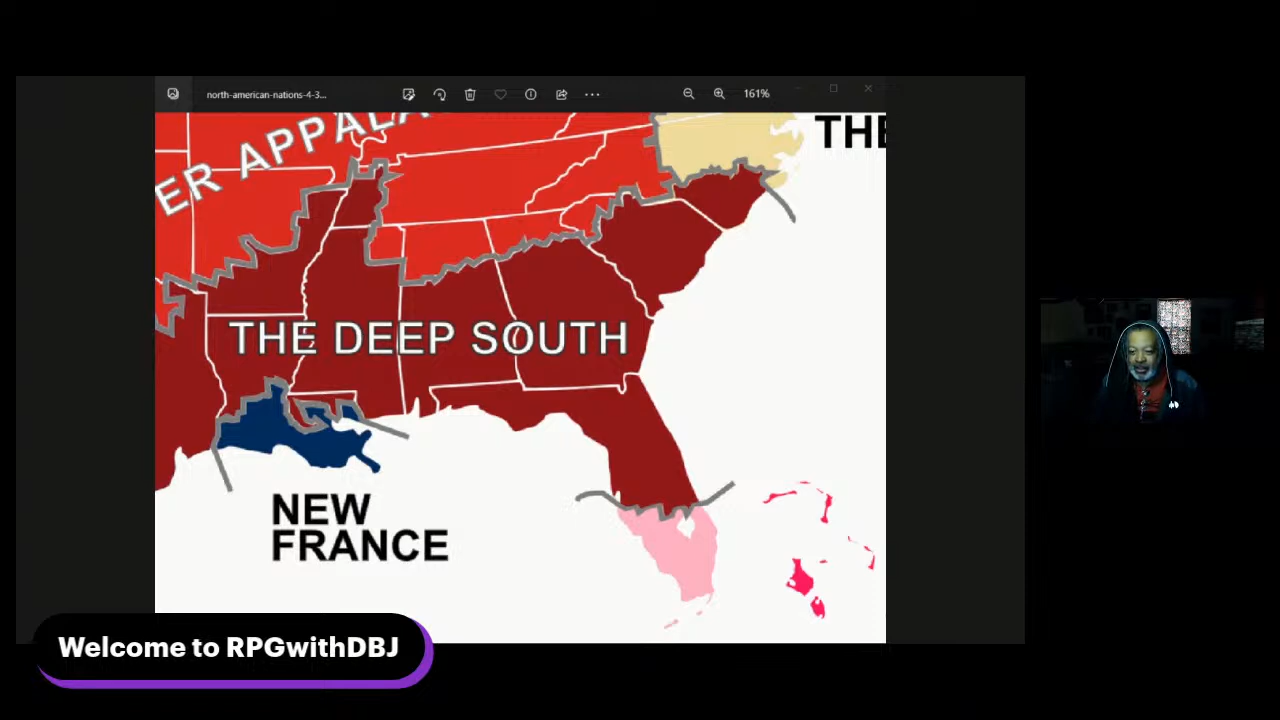 north-american-nations-4-3...
161%
ER APPALA
THE
THE DEEP SOUTH
NEW
FRANCE
Welcome to RPGwithDBJ